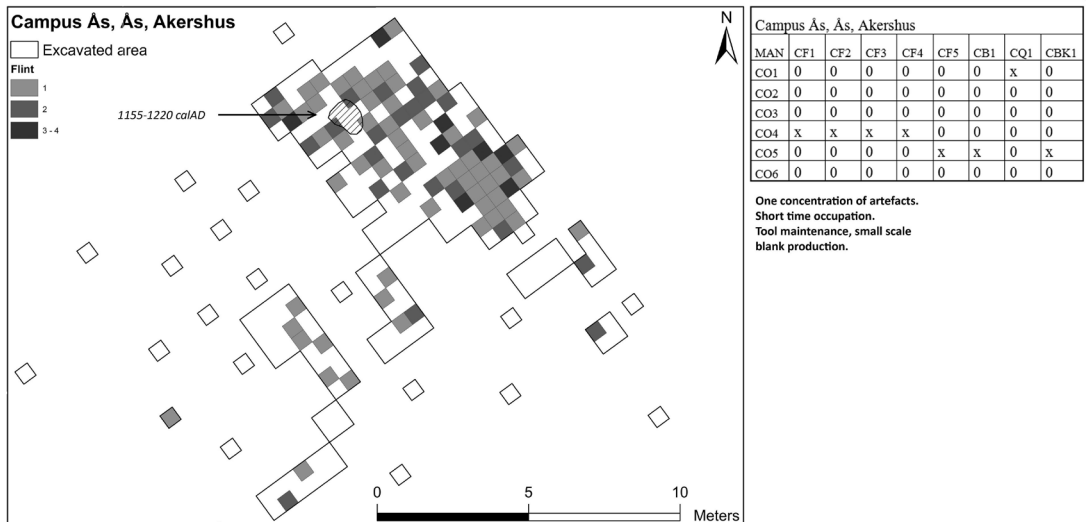 Campus Ås, Ås, Akershus
Excavated area
Flint
1
2
3 - 4
1155-1220 calAD
N
0 5 10
Meters
Campus Ås, Ås, Akershus
MAN CF1 CF2 CF3 CF4 CF5 CB1 CQ1 CBK1
CO1 0 0 0 0 0 0 x 0
CO2 0 0 0 0 0 0 0 0
CO3 0 0 0 0 0 0 0 0
CO4 x x x x 0 0 0 0
CO5 0 0 0 0 x x 0 x
CO6 0 0 0 0 0 0 0 0
One concentration of artefacts.
Short time occupation.
Tool maintenance, small scale
blank production.